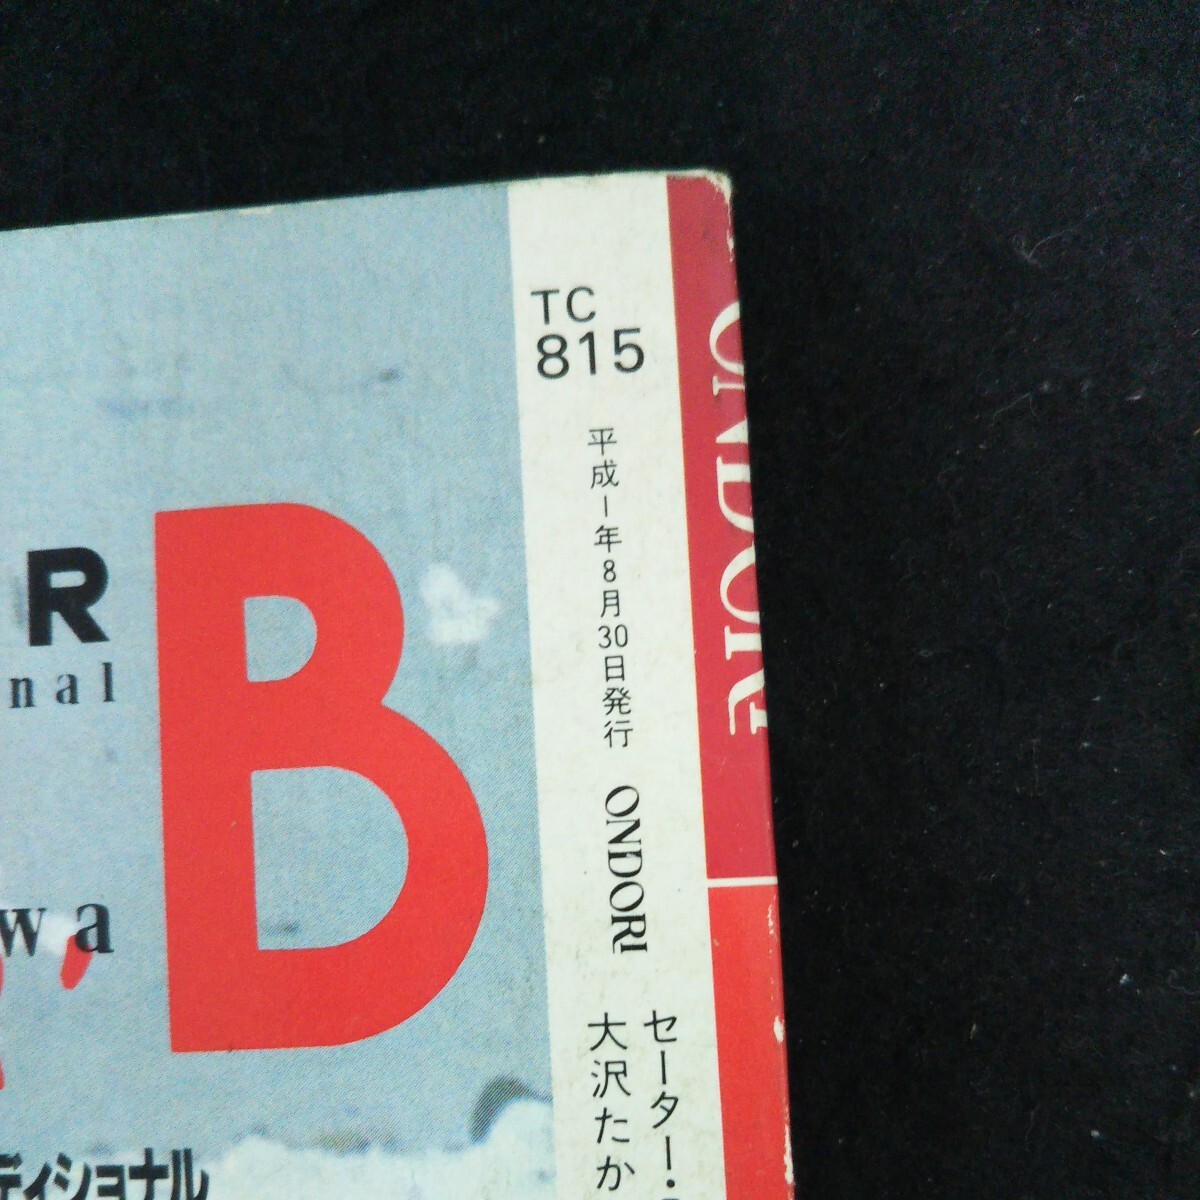 TC
815
平成1年8月30日発行 ONDORI
セーター・
大沢たか
ONDORI
R
nal
B
wa
ディショナル